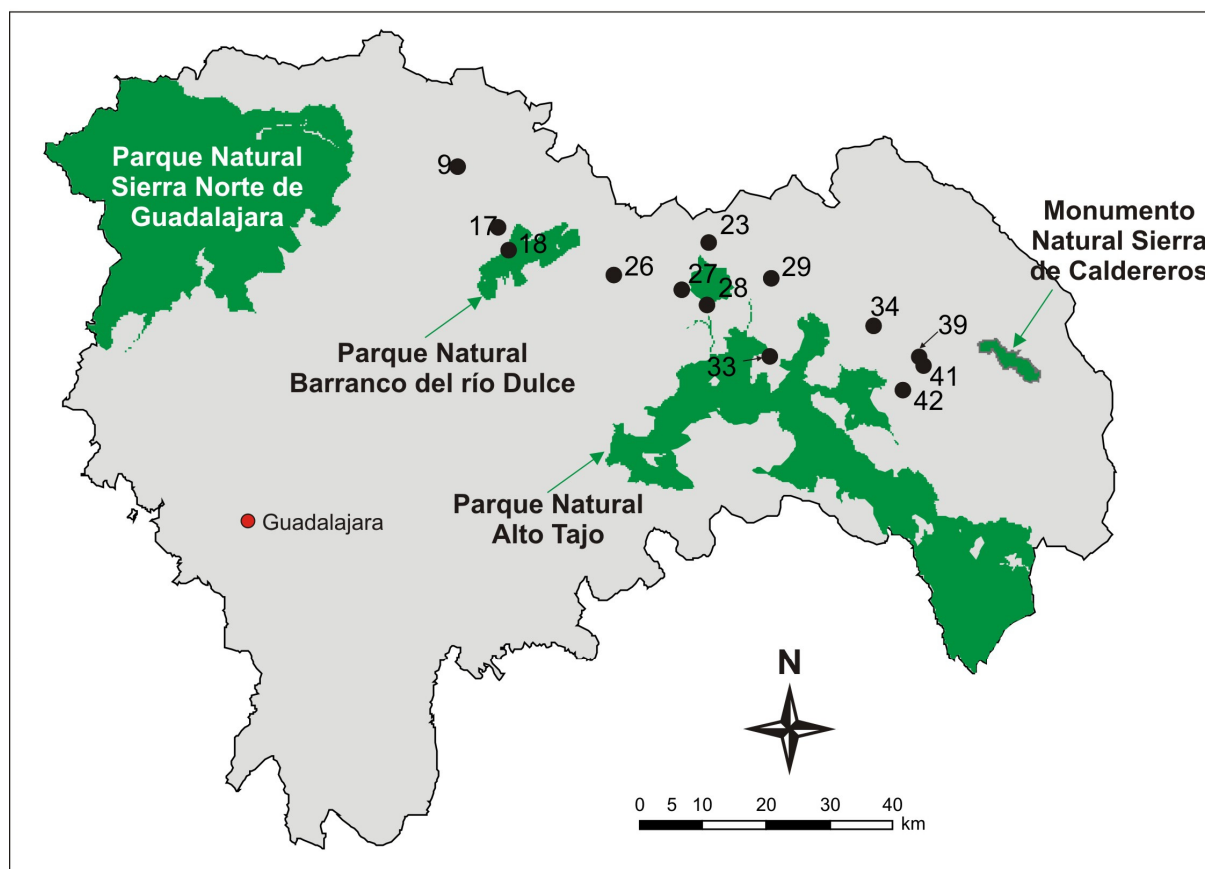 Parque Natural
Sierra Norte de
Guadalajara
9
17
18
23
26
27
28
29
Monumento
Natural Sierra
de Caldereros
34
39
33
41
42
Parque Natural
Barranco del río Dulce
Parque Natural
Alto Tajo
Guadalajara
N
0 5 10 20 30 40
km